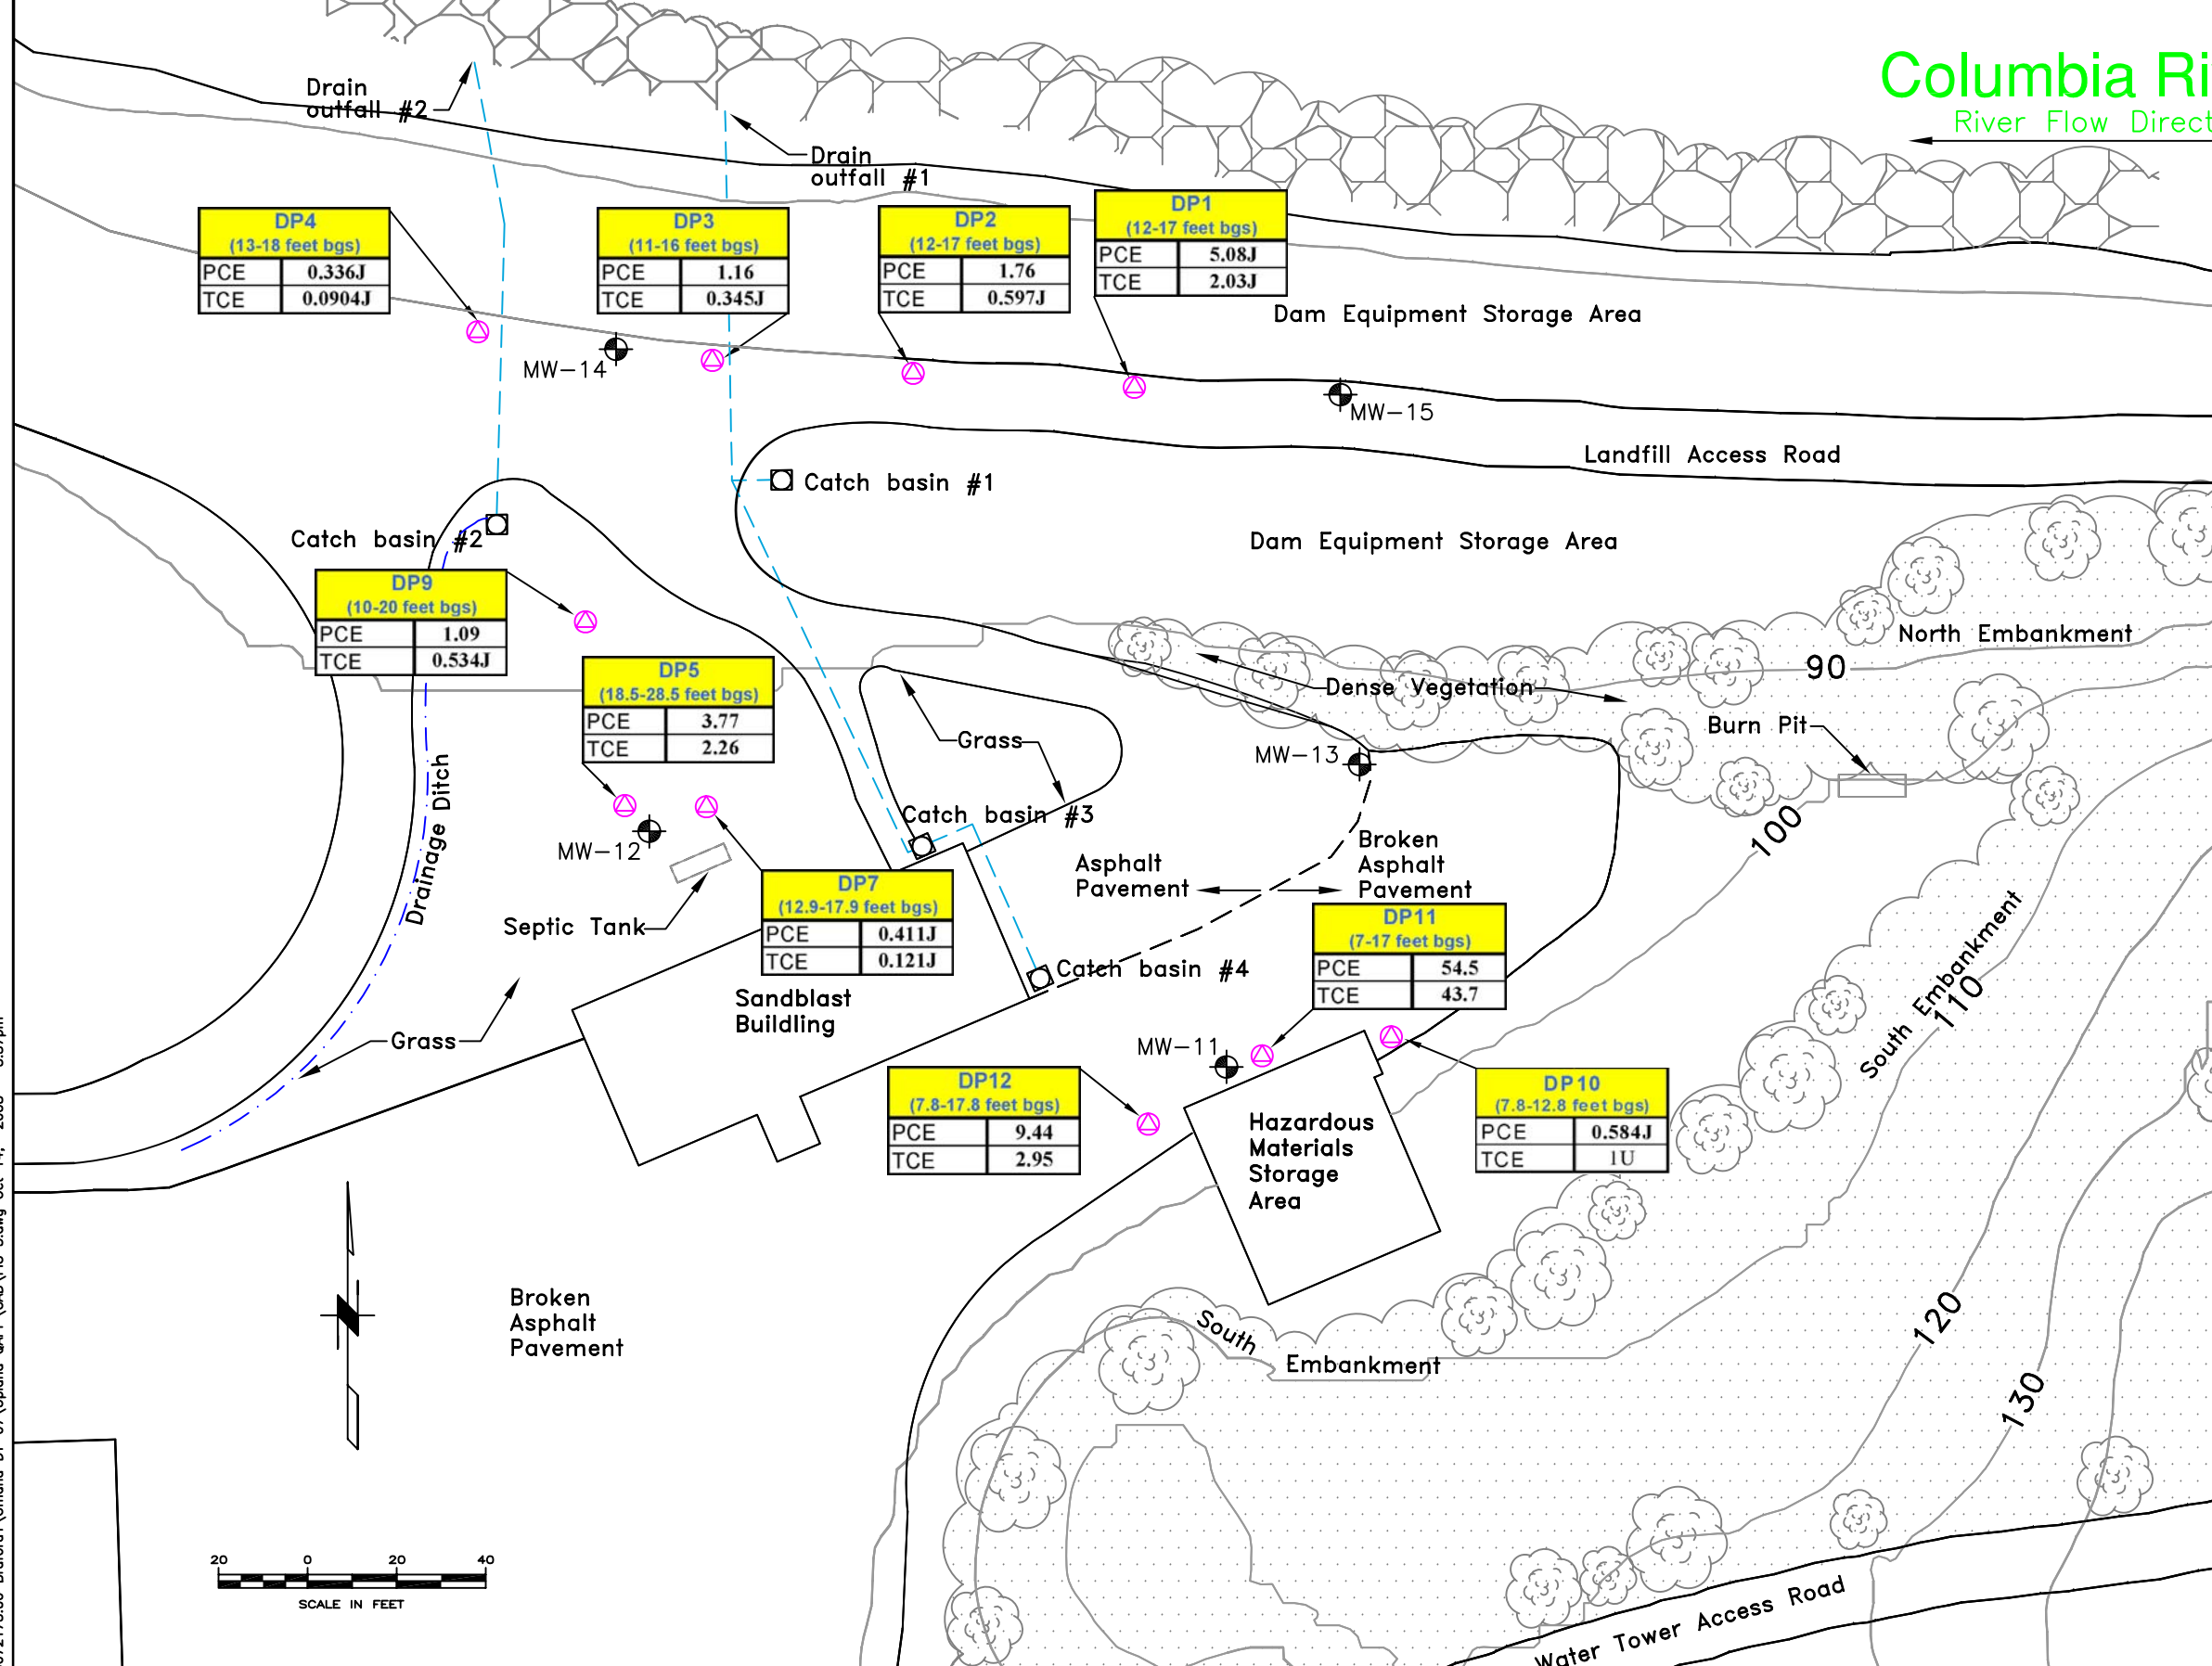 Columbia Ri
River Flow Direct
Drain
outfall #2
Drain
outfall #1
DP4
(13-18 feet bgs)
PCE 0.336J
TCE 0.0904J
DP3
(11-16 feet bgs)
PCE 1.16
TCE 0.345J
DP2
(12-17 feet bgs)
PCE 1.76
TCE 0.597J
DP1
(12-17 feet bgs)
PCE 5.08J
TCE 2.03J
Dam Equipment Storage Area
MW-14
MW-15
Landfill Access Road
Catch basin #1
Catch basin #2
Dam Equipment Storage Area
DP9
(10-20 feet bgs)
PCE 1.09
TCE 0.534J
North Embankment
90
DP5
(18.5-28.5 feet bgs)
PCE 3.77
TCE 2.26
Dense Vegetation
Burn Pit
Grass
MW-13
Drainage Ditch
Catch basin #3
100
MW-12
Asphalt
Pavement
Broken
Asphalt
Pavement
DP7
(12.9-17.9 feet bgs)
PCE 0.411J
TCE 0.121J
Septic Tank
DP11
(7-17 feet bgs)
PCE 54.5
TCE 43.7
Catch basin #4
South Embankment
110
Sandblast
Buildling
Grass
MW-11
DP12
(7.8-17.8 feet bgs)
PCE 9.44
TCE 2.95
DP10
(7.8-12.8 feet bgs)
PCE 0.584J
TCE 1U
Hazardous
Materials
Storage
Area
Broken
Asphalt
Pavement
South
Embankment
120
130
20 0 20 40
SCALE IN FEET
Water Tower Access Road